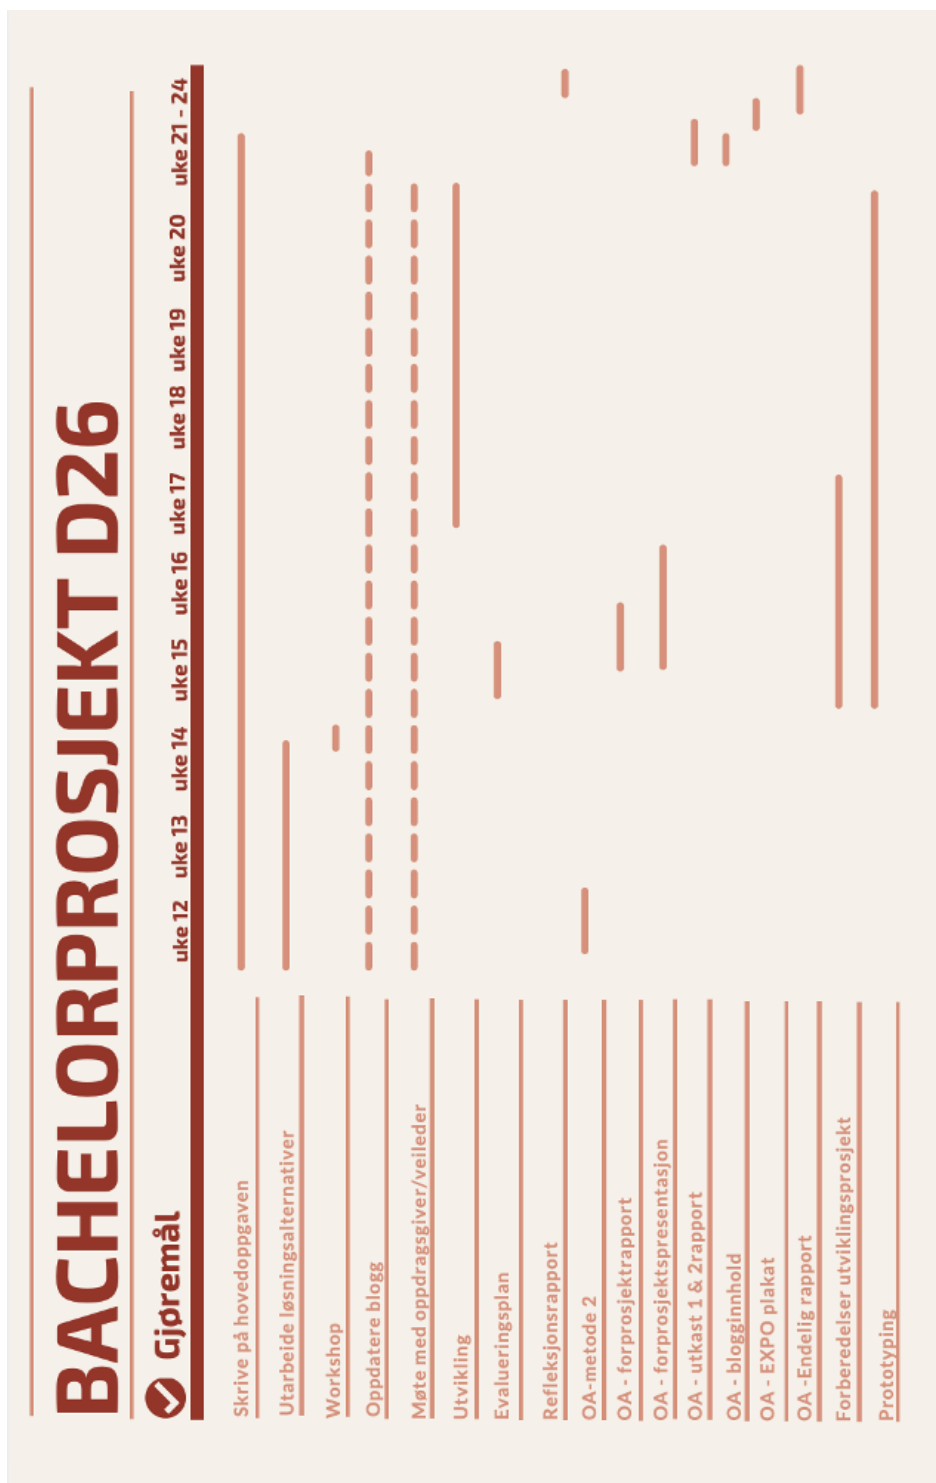 BACHELORPROSJEKT D26
Gjøremål
uke 12 uke 13 uke 14 uke 15 uke 16 uke 17 uke 18 uke 19 uke 20 uke 21 - 24
Skrive på hovedoppgaven
Utarbeide løsningsalternativer
Workshop
Oppdatere blogg
Møte med oppdragsgiver/veileder
Utvikling
Evalueringsplan
Refleksjonsrapport
OA-metode 2
OA - forprosjektrapport
OA - forprosjektspresentasjon
OA - utkast 1 & 2rapport
OA - blogginnhold
OA - EXPO plakat
OA -Endelig rapport
Forberedelser utviklingsprosjekt
Prototyping